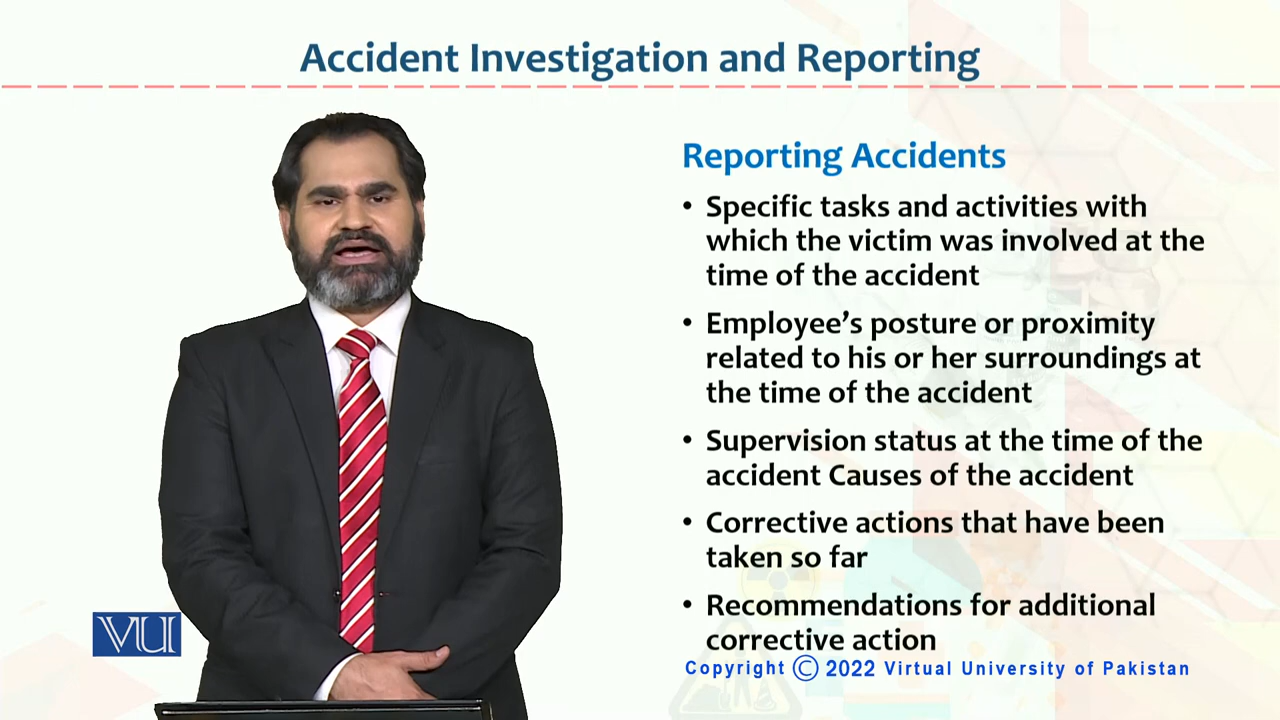 Accident Investigation and Reporting
Reporting Accidents
• Specific tasks and activities with
which the victim was involved at the
time of the accident
• Employee’s posture or proximity
related to his or her surroundings at
the time of the accident
• Supervision status at the time of the
accident Causes of the accident
• Corrective actions that have been
taken so far
• Recommendations for additional
corrective action
VU
Copyright © 2022 Virtual University of Pakistan